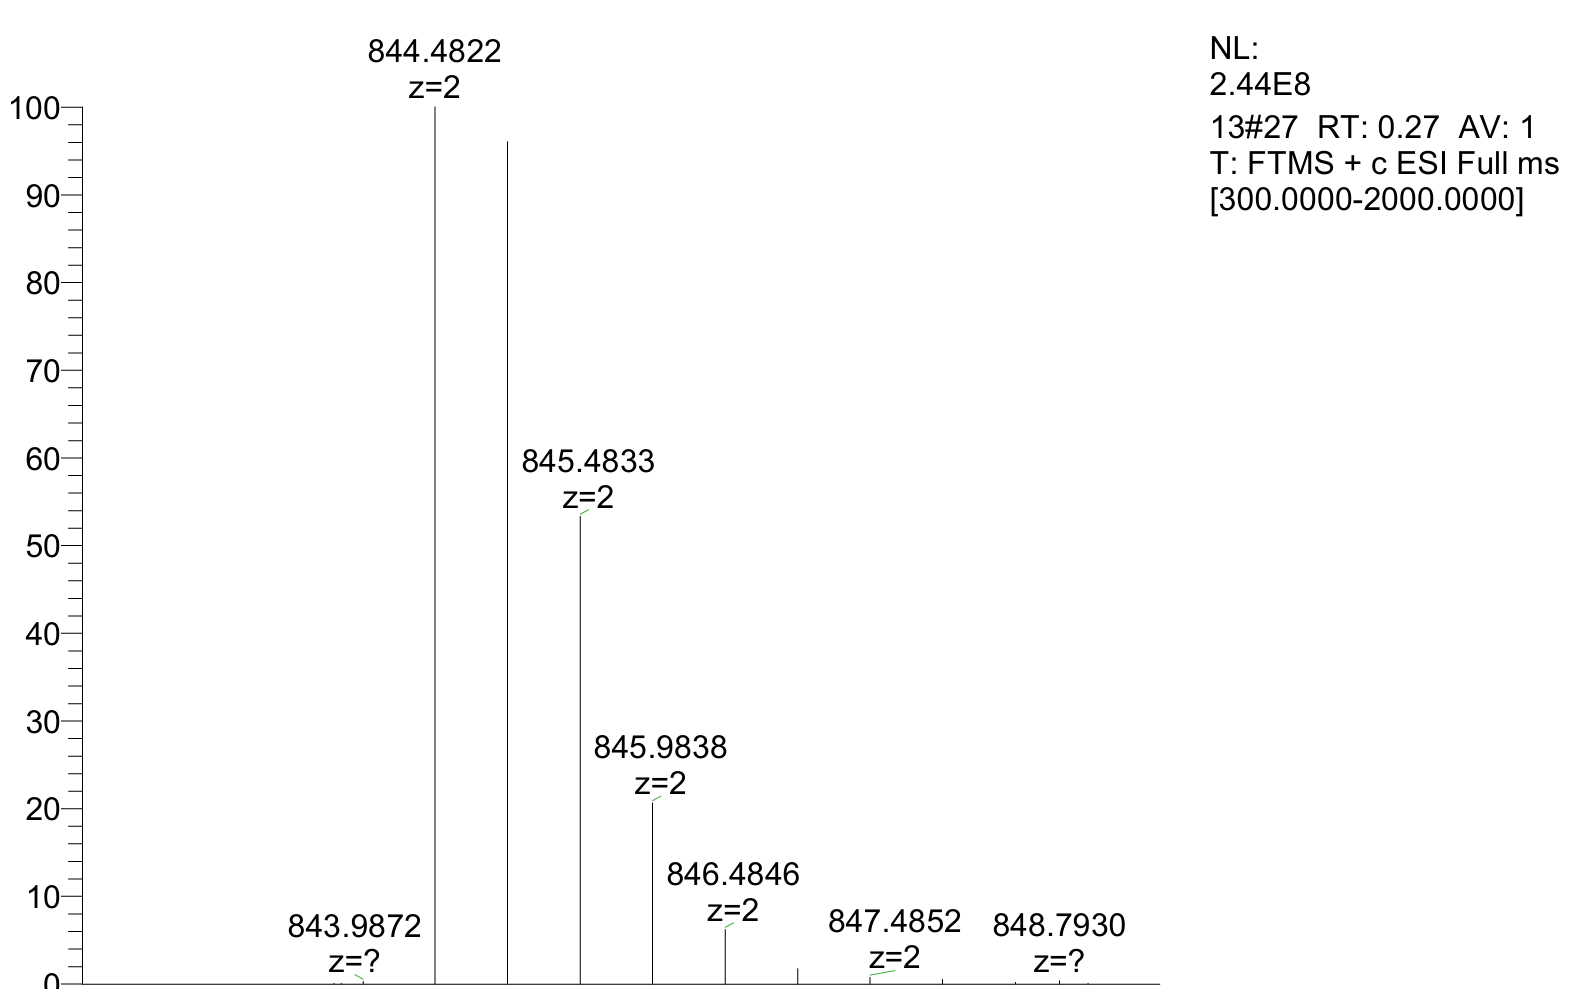 844.4822
z=2
NL:
2.44E8
13#27 RT: 0.27 AV: 1
T: FTMS + c ESI Full ms
[300.0000-2000.0000]
100
90
80
70
60
50
40
30
20
10
0
845.4833
z=2
845.9838
z=2
846.4846
z=2
843.9872
z=?
847.4852
z=2
848.7930
z=?